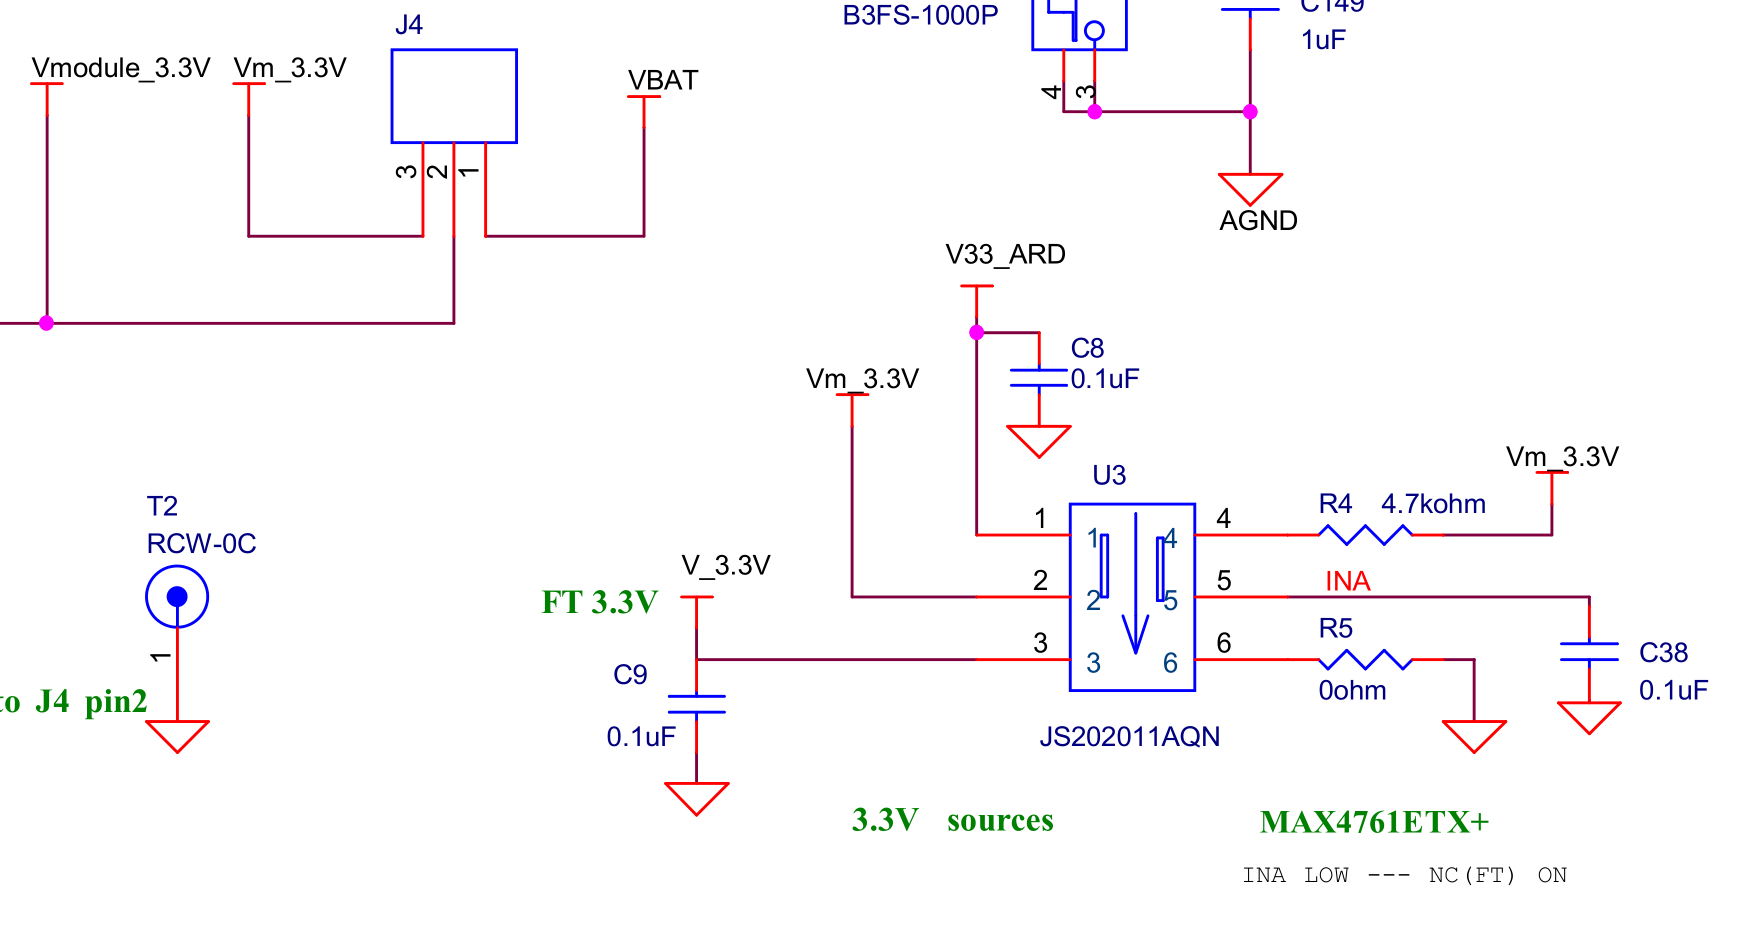 B3FS-1000P
C149
1uF
J4
Vmodule_3.3V
Vm_3.3V
VBAT
4
3
3
2
1
AGND
V33_ARD
C8
0.1uF
Vm_3.3V
U3
Vm_3.3V
T2
RCW-0C
1
1
1
4
4
R4 4.7kohm
V_3.3V
FT 3.3V
2
2
5
5
INA
3
3
6
6
R5
0ohm
C9
0.1uF
C38
0.1uF
to J4 pin2
JS202011AQN
3.3V sources
MAX4761ETX+
INA LOW --- NC(FT) ON